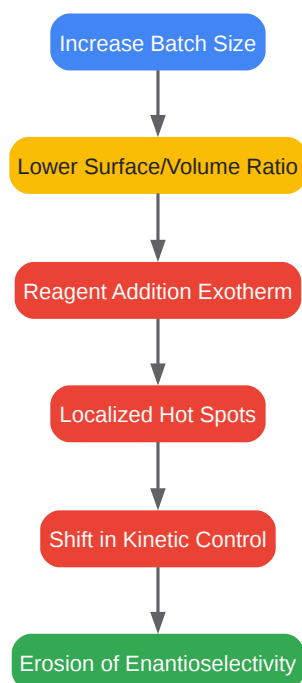 Increase Batch Size
Lower Surface/Volume Ratio
Reagent Addition Exotherm
Localized Hot Spots
Shift in Kinetic Control
Erosion of Enantioselectivity